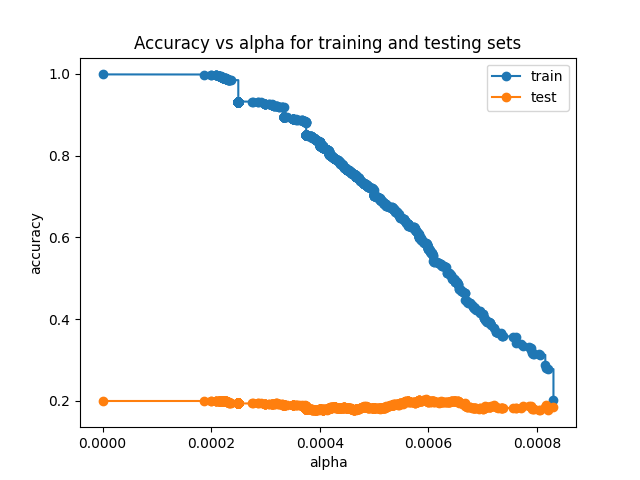 Accuracy vs alpha for training and testing sets
train
test
accuracy
1.0
0.8
0.6
0.4
0.2
0.0000
0.0002
0.0004
0.0006
0.0008
alpha